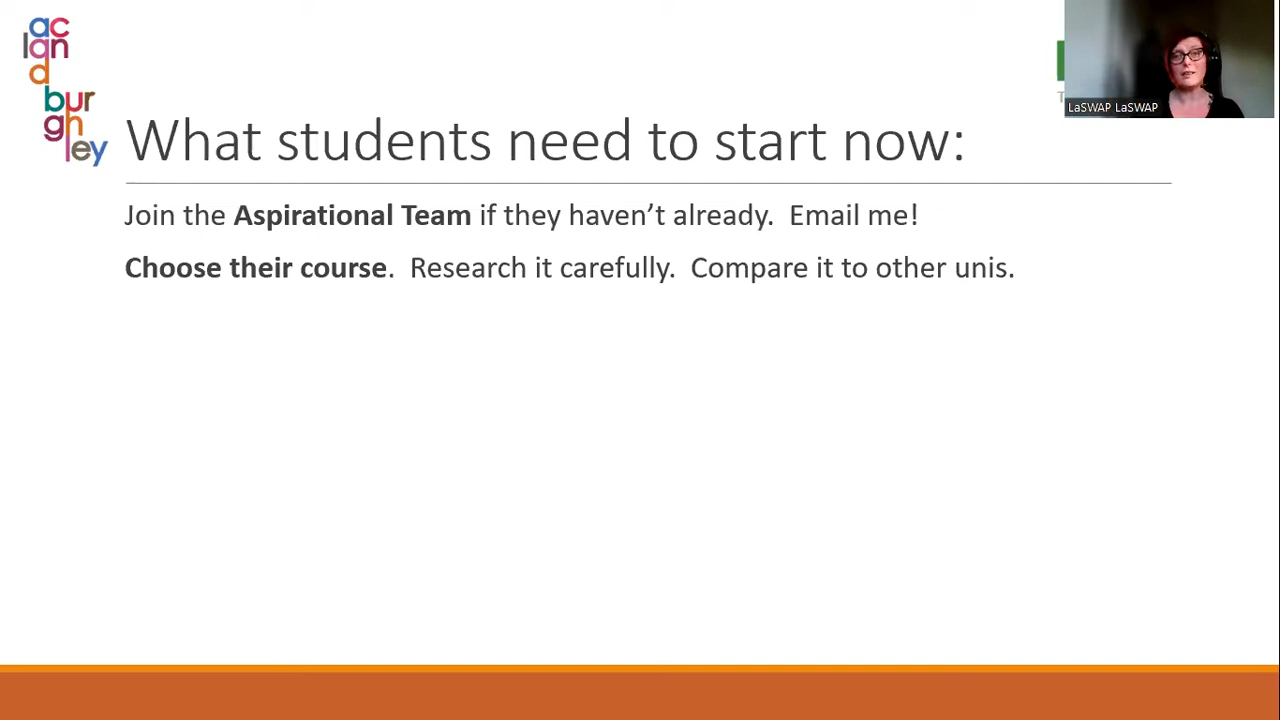 ac
lan
d
bur
gh
ley
LaSWAP LaSWAP
What students need to start now:
Join the Aspirational Team if they haven’t already.  Email me!
Choose their course.  Research it carefully.  Compare it to other unis.